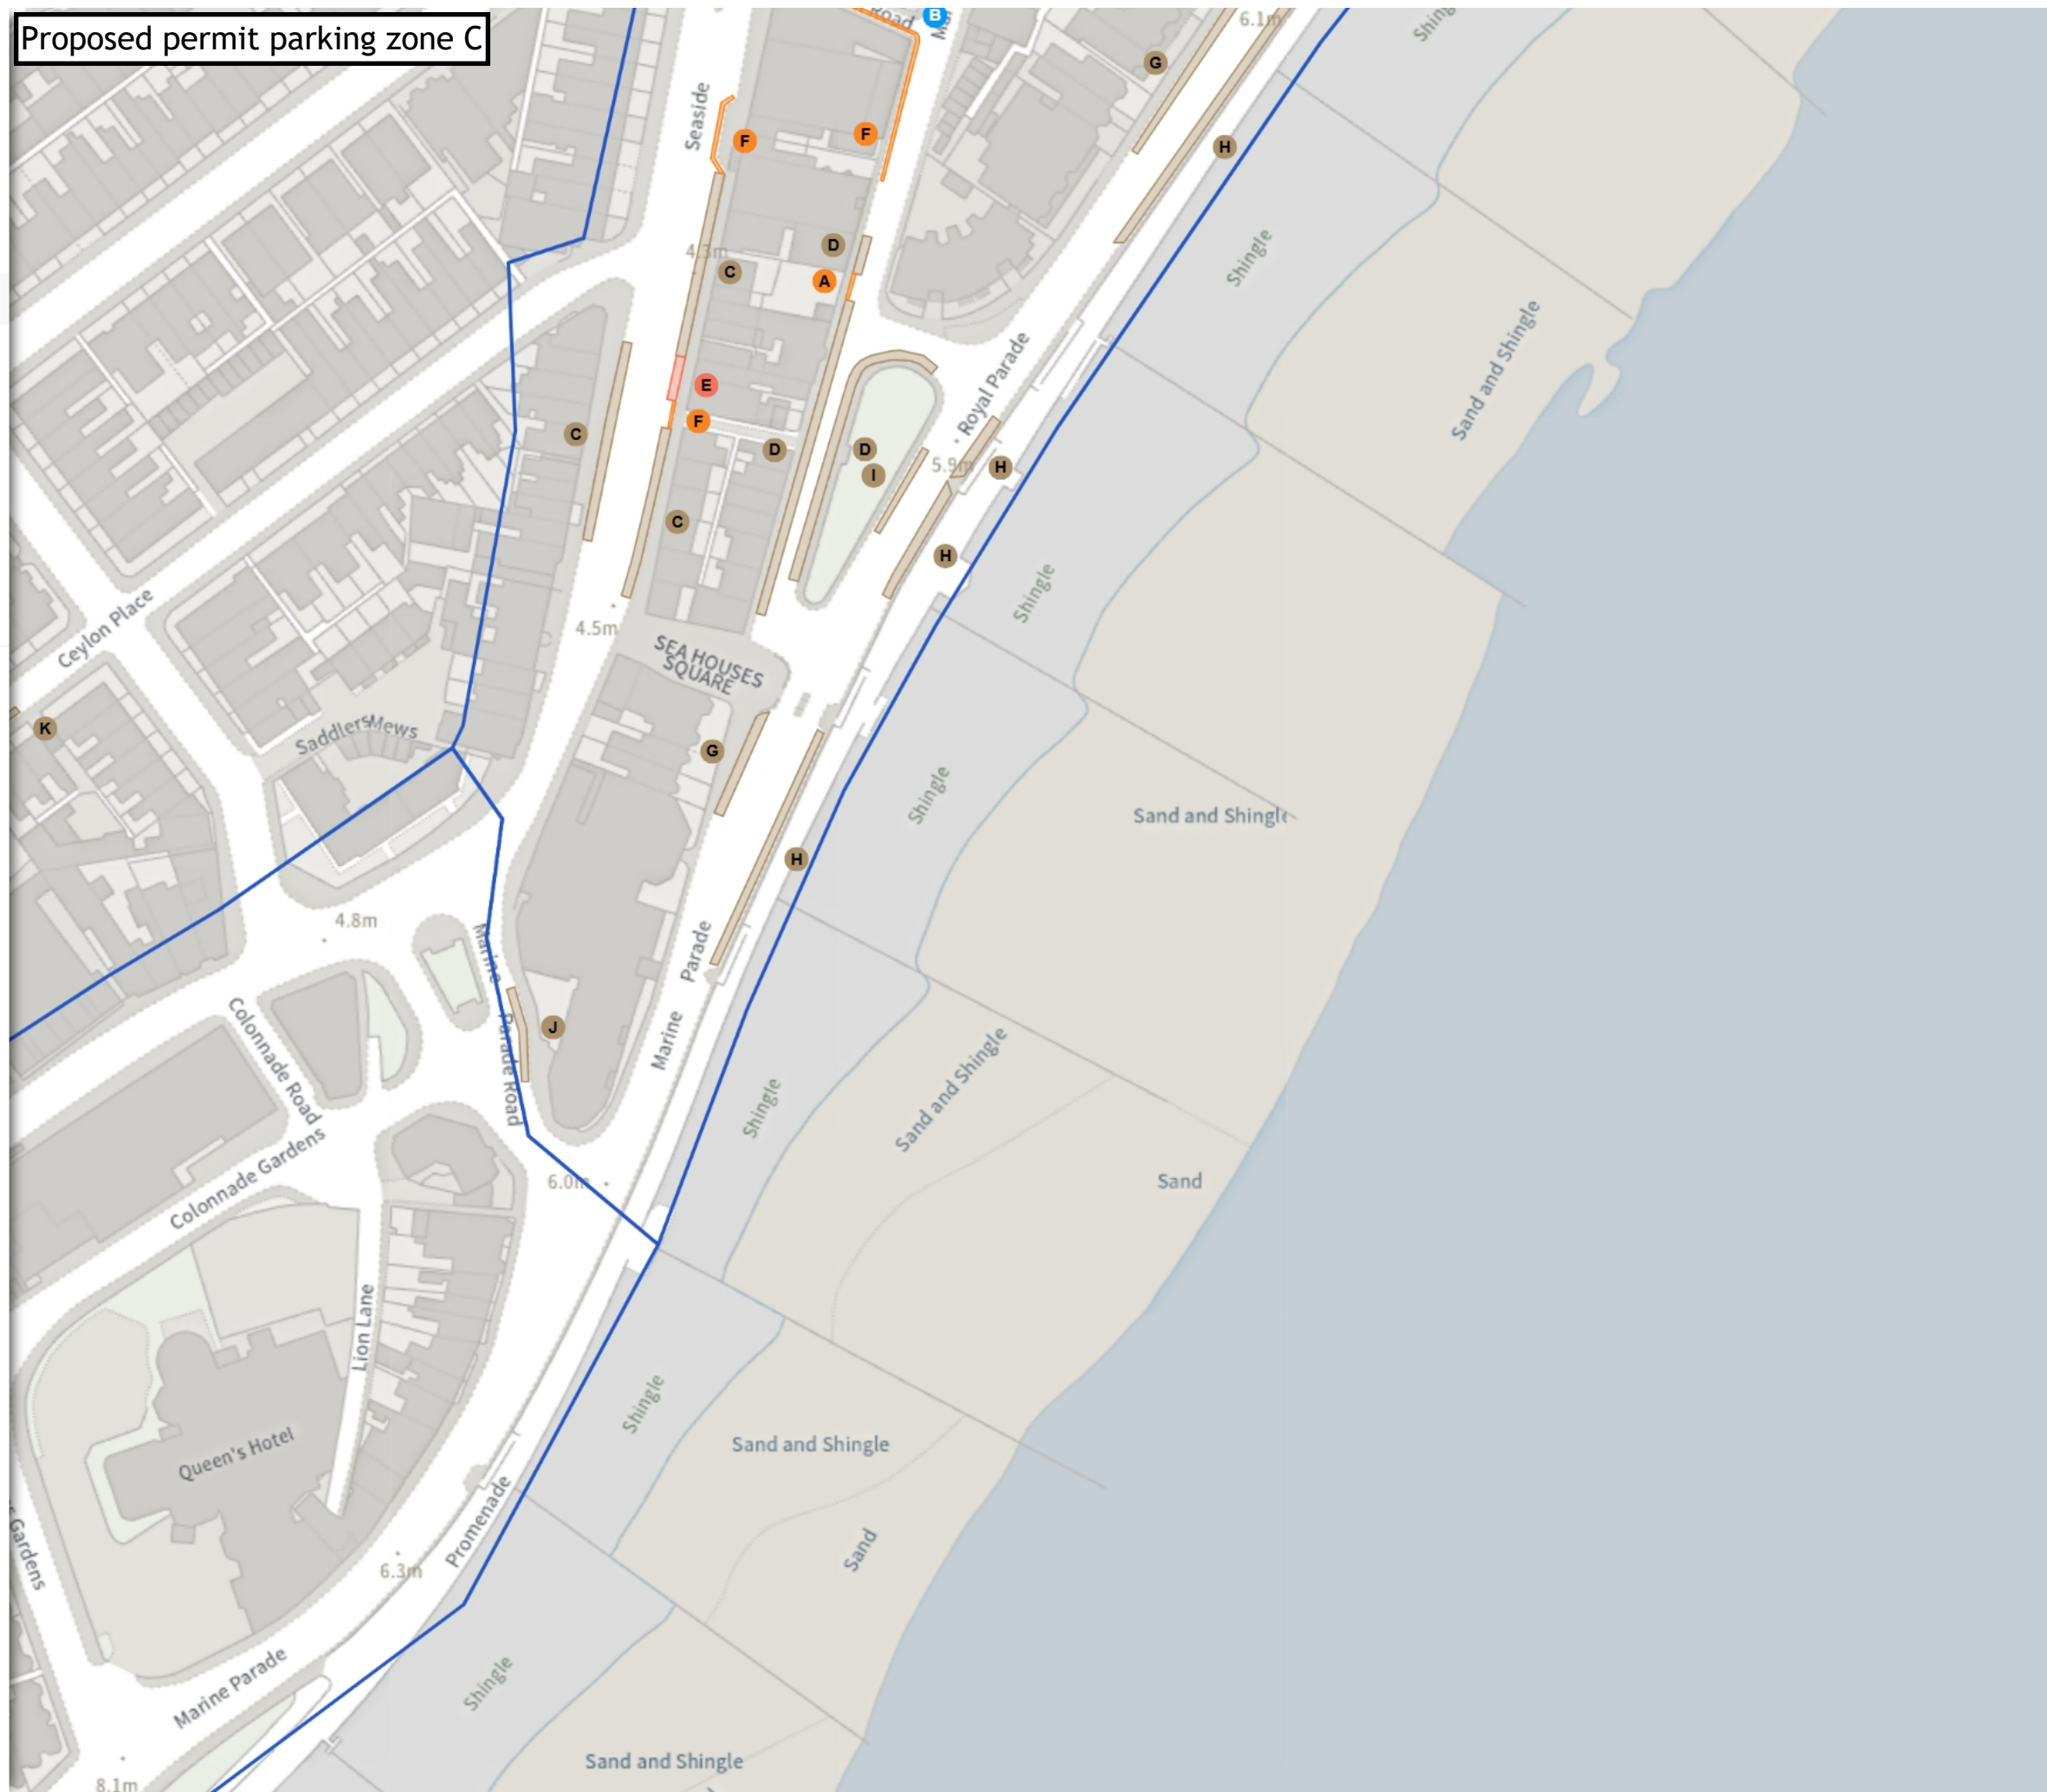 Proposed permit parking zone C
Road
B
6.1m
G
Seaside
F
F
H
Shingle
4.3m
D
C
A
Sand and Shingle
Royal Parade
E
F
C
D
D
5.9m
H
I
C
H
Shingle
Ceylon Place
4.5m
SEA HOUSES
SQUARE
K
Saddlers Mews
G
Shingle
Sand and Shingle
H
4.8m
Marine Parade Road
Marine Parade
Colonnade Road
J
Sand and Shingle
Shingle
Colonnade Gardens
6.0m
Sand
Lion Lane
Shingle
Queen's Hotel
Sand and Shingle
Promenade
Gardens
Sand
6.3m
Marine Parade
Shingle
Sand and Shingle
8.1m